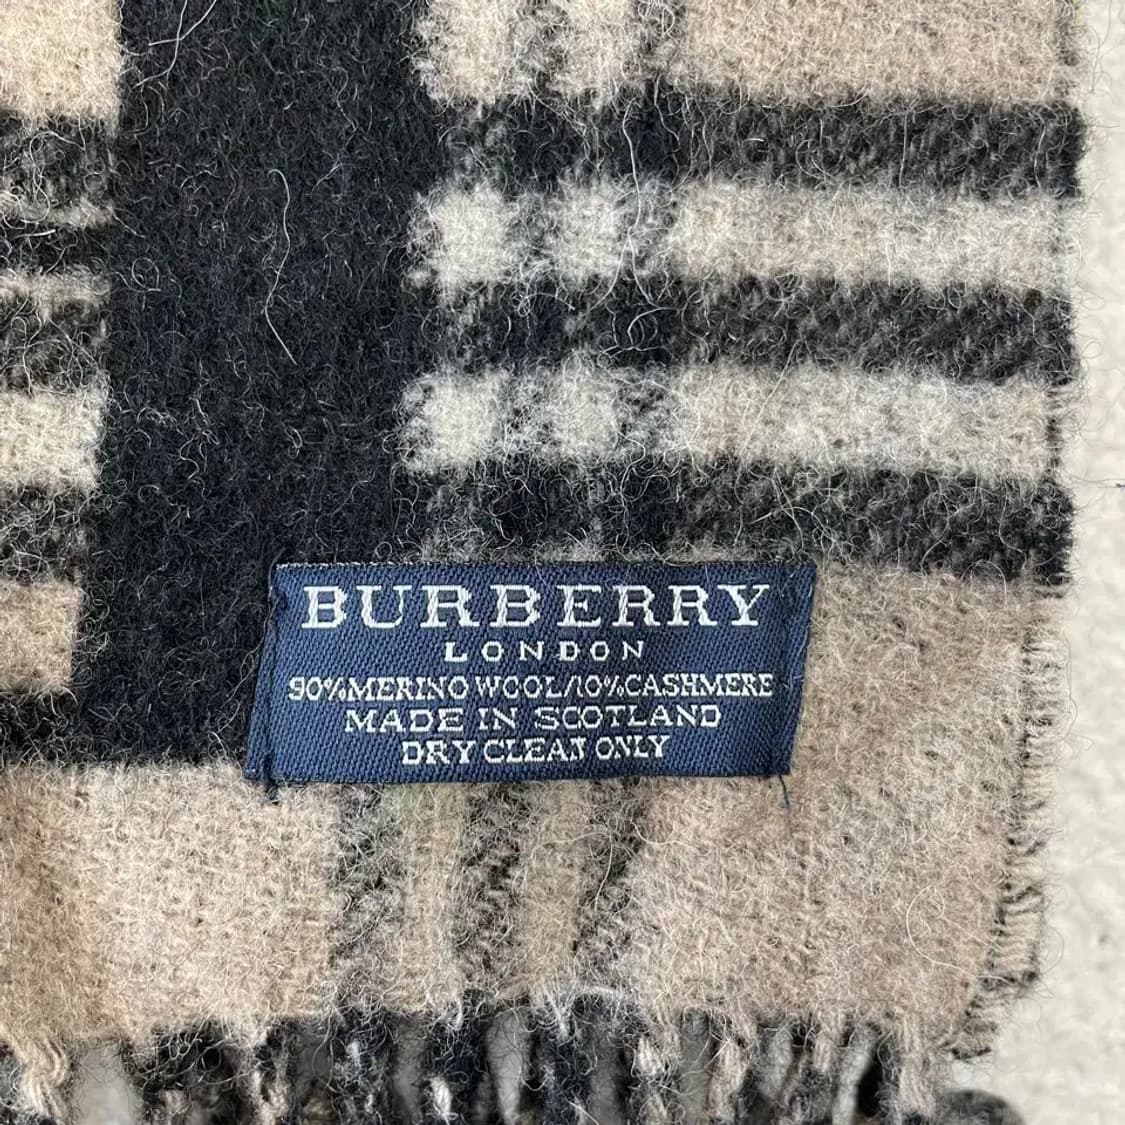 BURBERRY
LONDON
90%MERINO WOOL/10%CASHMERE
MADE IN SCOTLAND
DRY CLEAN ONLY